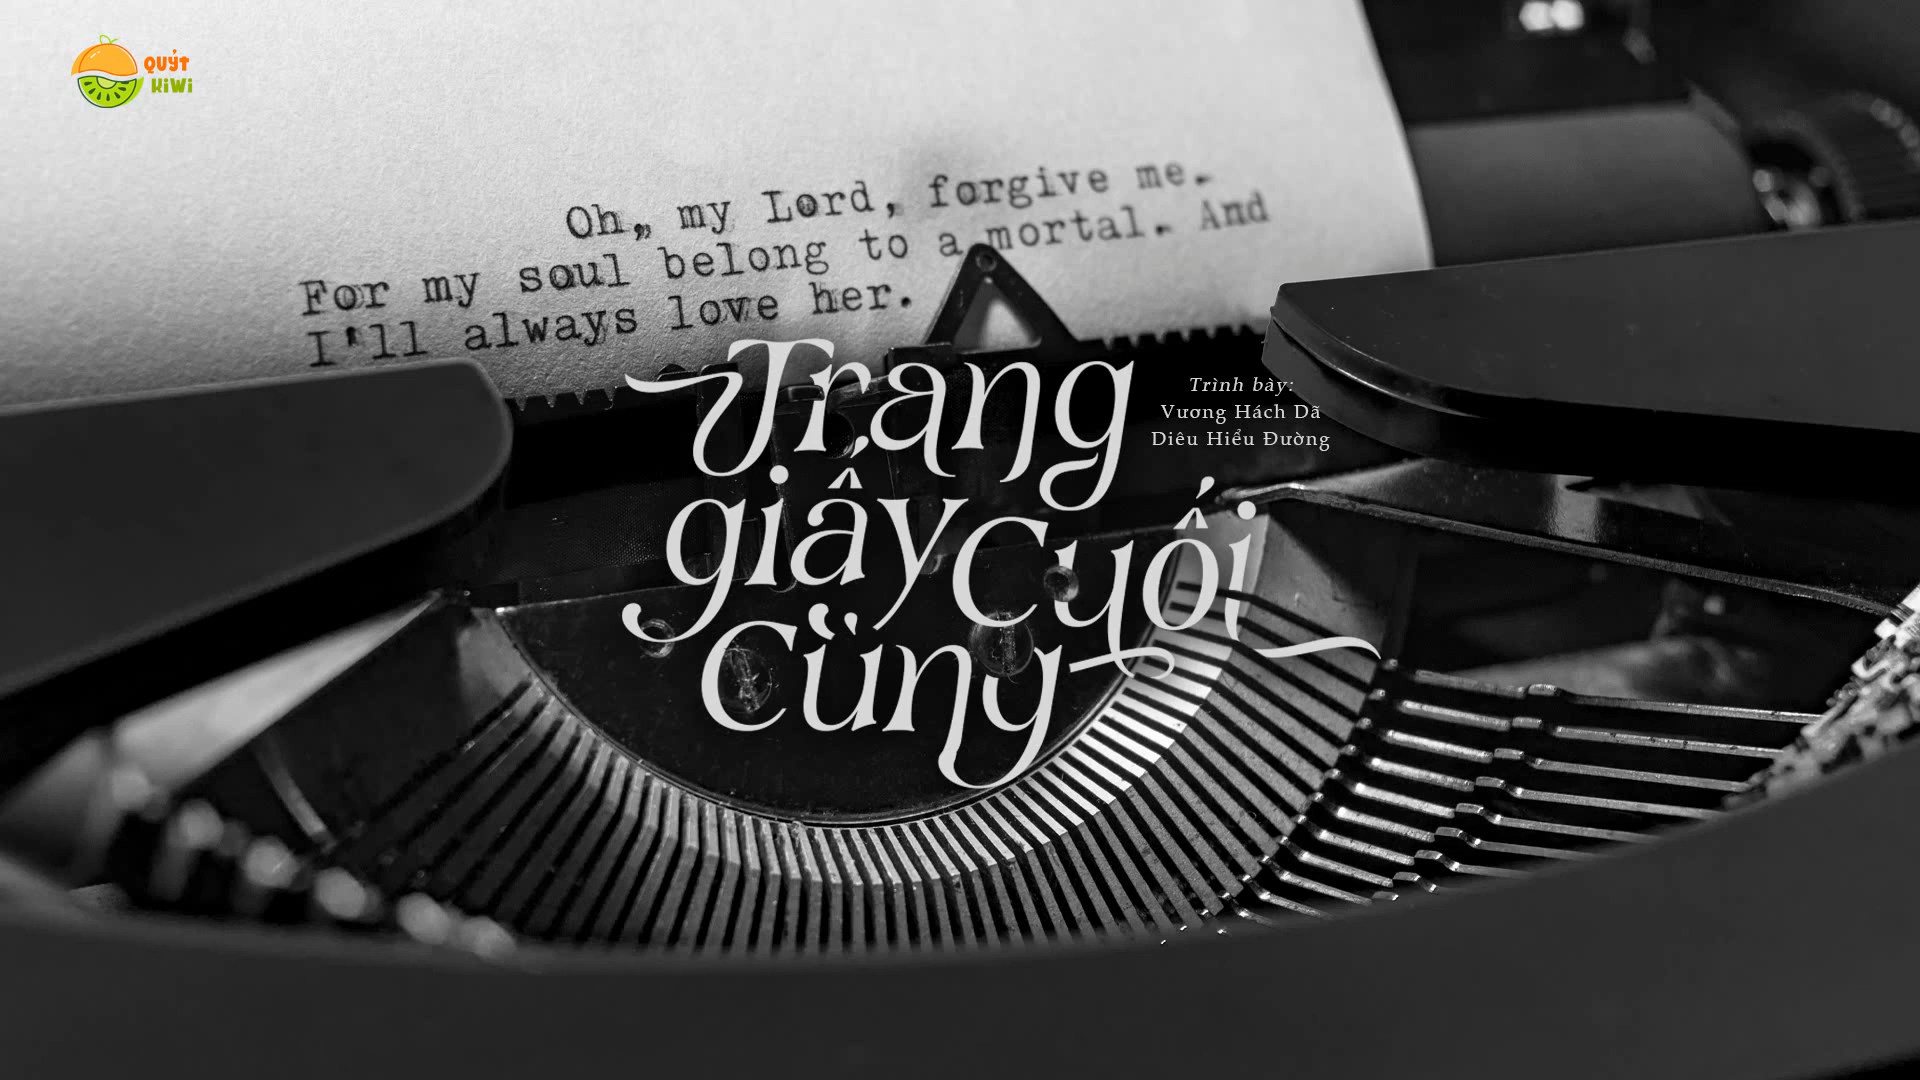 QUÝT
KiWi
Oh,, my Lord, forgive me.
For my soul belong to a mortal. And
I'll always love her.
Trang
giấy cuối
cùng
Trình bày:
Vương Hách Dã
Diêu Hiểu Đường